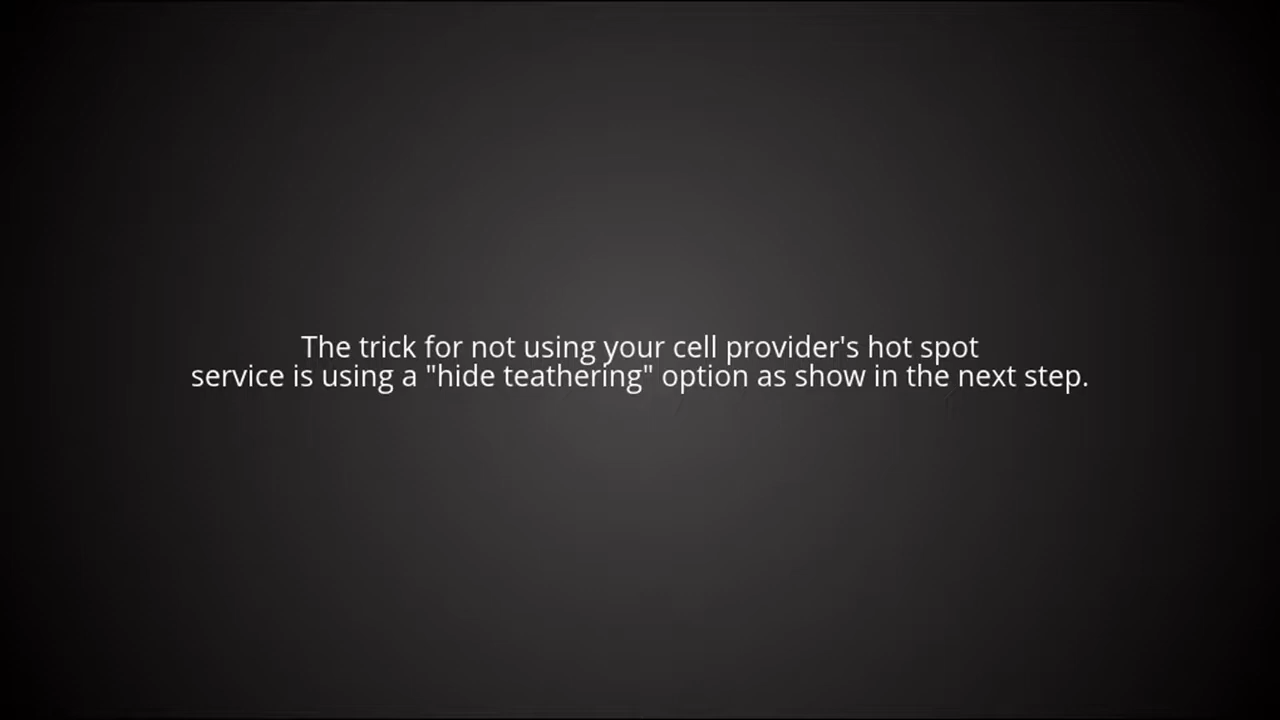 The trick for not using your cell provider's hot spot
service is using a "hide teathering" option as show in the next step.